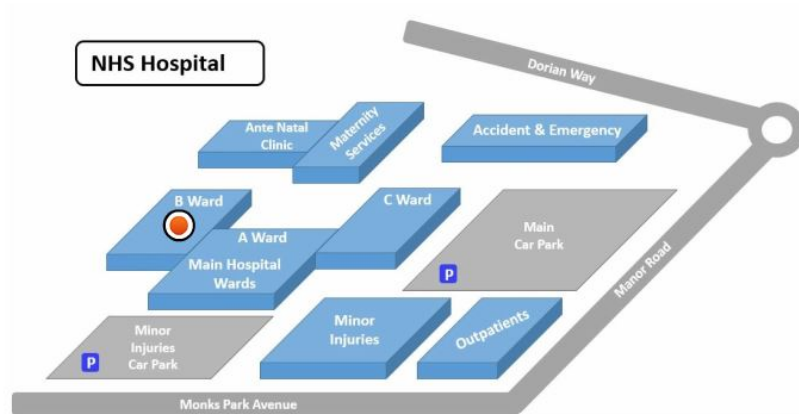 NHS Hospital
Dorian Way
Ante Natal
Clinic
Maternity
Services
Accident & Emergency
B Ward
C Ward
A Ward
Main Hospital
Wards
Main
Car Park
P
Manor Road
Minor
Injuries
Car Park
P
Minor
Injuries
Outpatients
Monks Park Avenue